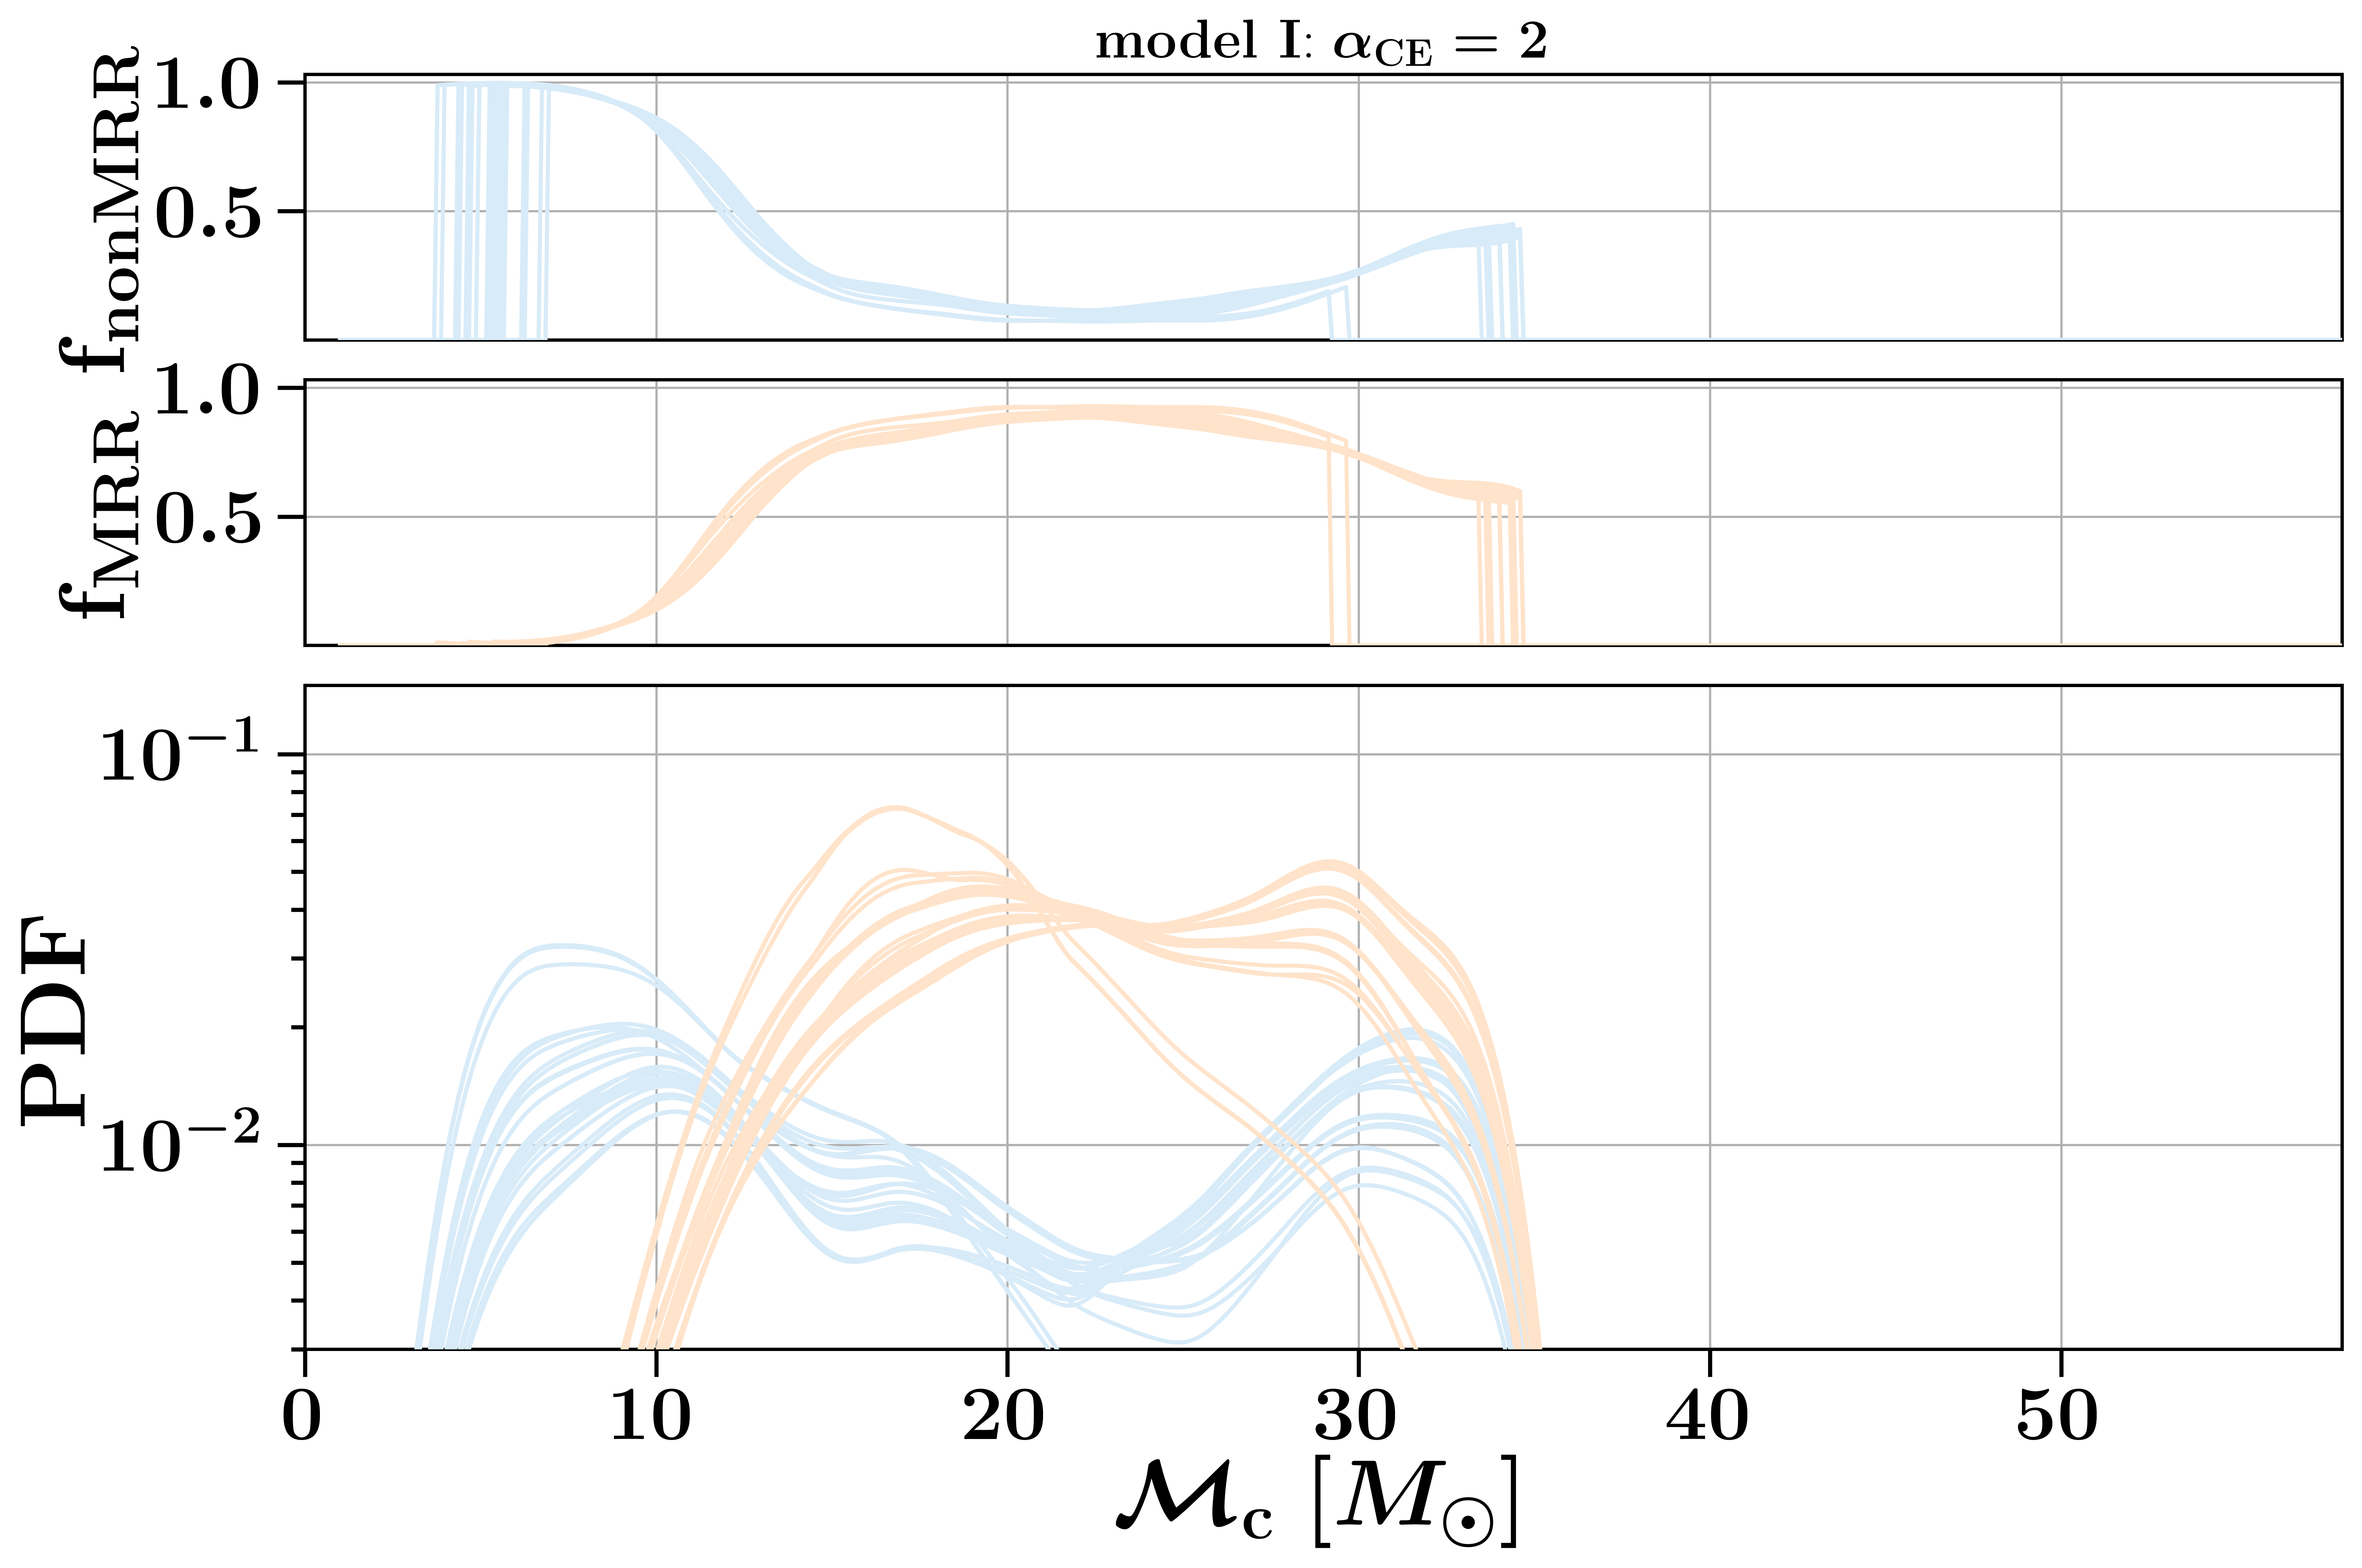 model I: α_CE = 2
f_nonMRR
1.0
0.5
f_MRR
1.0
0.5
PDF
10⁻¹
10⁻²
0 10 20 30 40 50
ℳ_c [M_⊙]